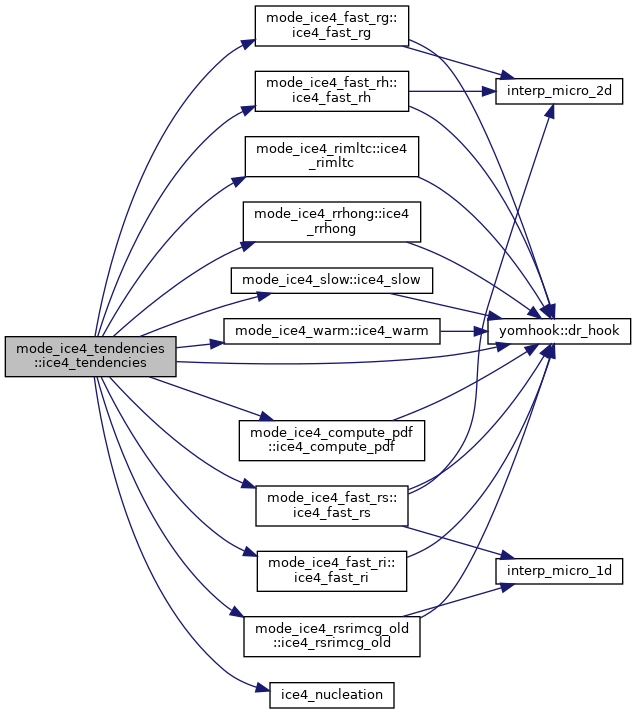 mode_ice4_fast_rg::
ice4_fast_rg
interp_micro_2d
mode_ice4_fast_rh::
ice4_fast_rh
mode_ice4_rimltc::ice4
_rimltc
mode_ice4_rrhong::ice4
_rrhong
mode_ice4_slow::ice4_slow
mode_ice4_warm::ice4_warm
yomhook::dr_hook
mode_ice4_tendencies
::ice4_tendencies
mode_ice4_compute_pdf
::ice4_compute_pdf
mode_ice4_fast_rs::
ice4_fast_rs
mode_ice4_fast_ri::
ice4_fast_ri
interp_micro_1d
mode_ice4_rsrimcg_old
::ice4_rsrimcg_old
ice4_nucleation